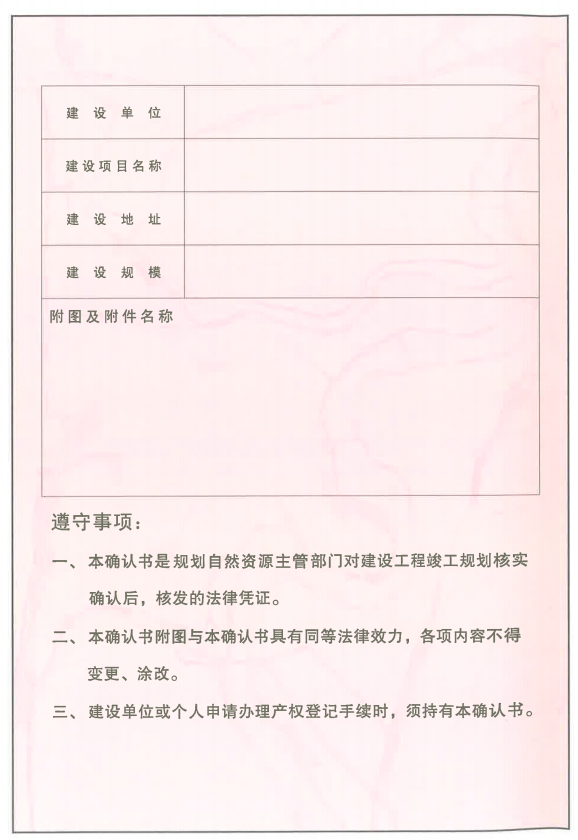 建设单位
建设项目名称
建设地址
建设规模
附图及附件名称
遵守事项：
一、本确认书是规划自然资源主管部门对建设工程竣工规划核实
确认后，核发的法律凭证。
二、本确认书附图与本确认书具有同等法律效力，各项内容不得
变更、涂改。
三、建设单位或个人申请办理产权登记手续时，须持有本确认书。